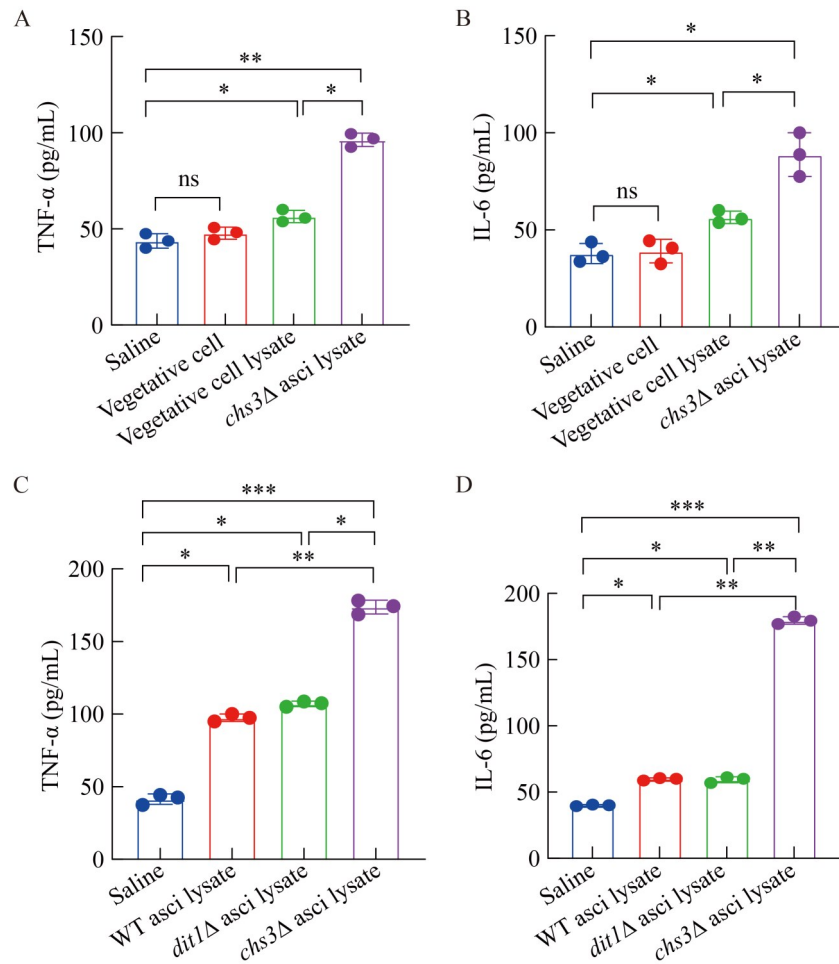 A
TNF-α (pg/mL)
150
100
50
0
**
*
*
ns
Saline
Vegetative cell
Vegetative cell lysate
chs3Δ asci lysate
B
IL-6 (pg/mL)
150
100
50
0
*
*
*
ns
Saline
Vegetative cell
Vegetative cell lysate
chs3Δ asci lysate
C
TNF-α (pg/mL)
200
150
100
50
0
***
*
*
*
**
Saline
WT asci lysate
dit1Δ asci lysate
chs3Δ asci lysate
D
IL-6 (pg/mL)
200
150
100
50
0
***
*
**
*
**
Saline
WT asci lysate
dit1Δ asci lysate
chs3Δ asci lysate